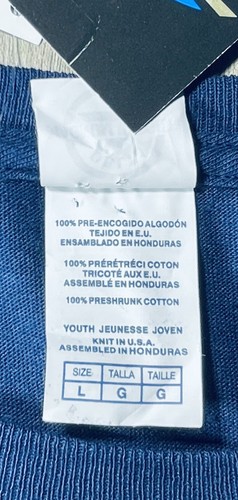 100% PRE-ENCOGIDO ALGODÓN
TEJIDO EN E.U.
ENSAMBLADO EN HONDURAS
100% PRÉRÉTRÉCI COTON
TRICOTÉ AUX E.U.
ASSEMBLÉ EN HONDURAS
100% PRESHRUNK COTTON
YOUTH JEUNESSE JOVEN
KNIT IN U.S.A.
ASSEMBLED IN HONDURAS
SIZE TALLA TAILLE
L G G